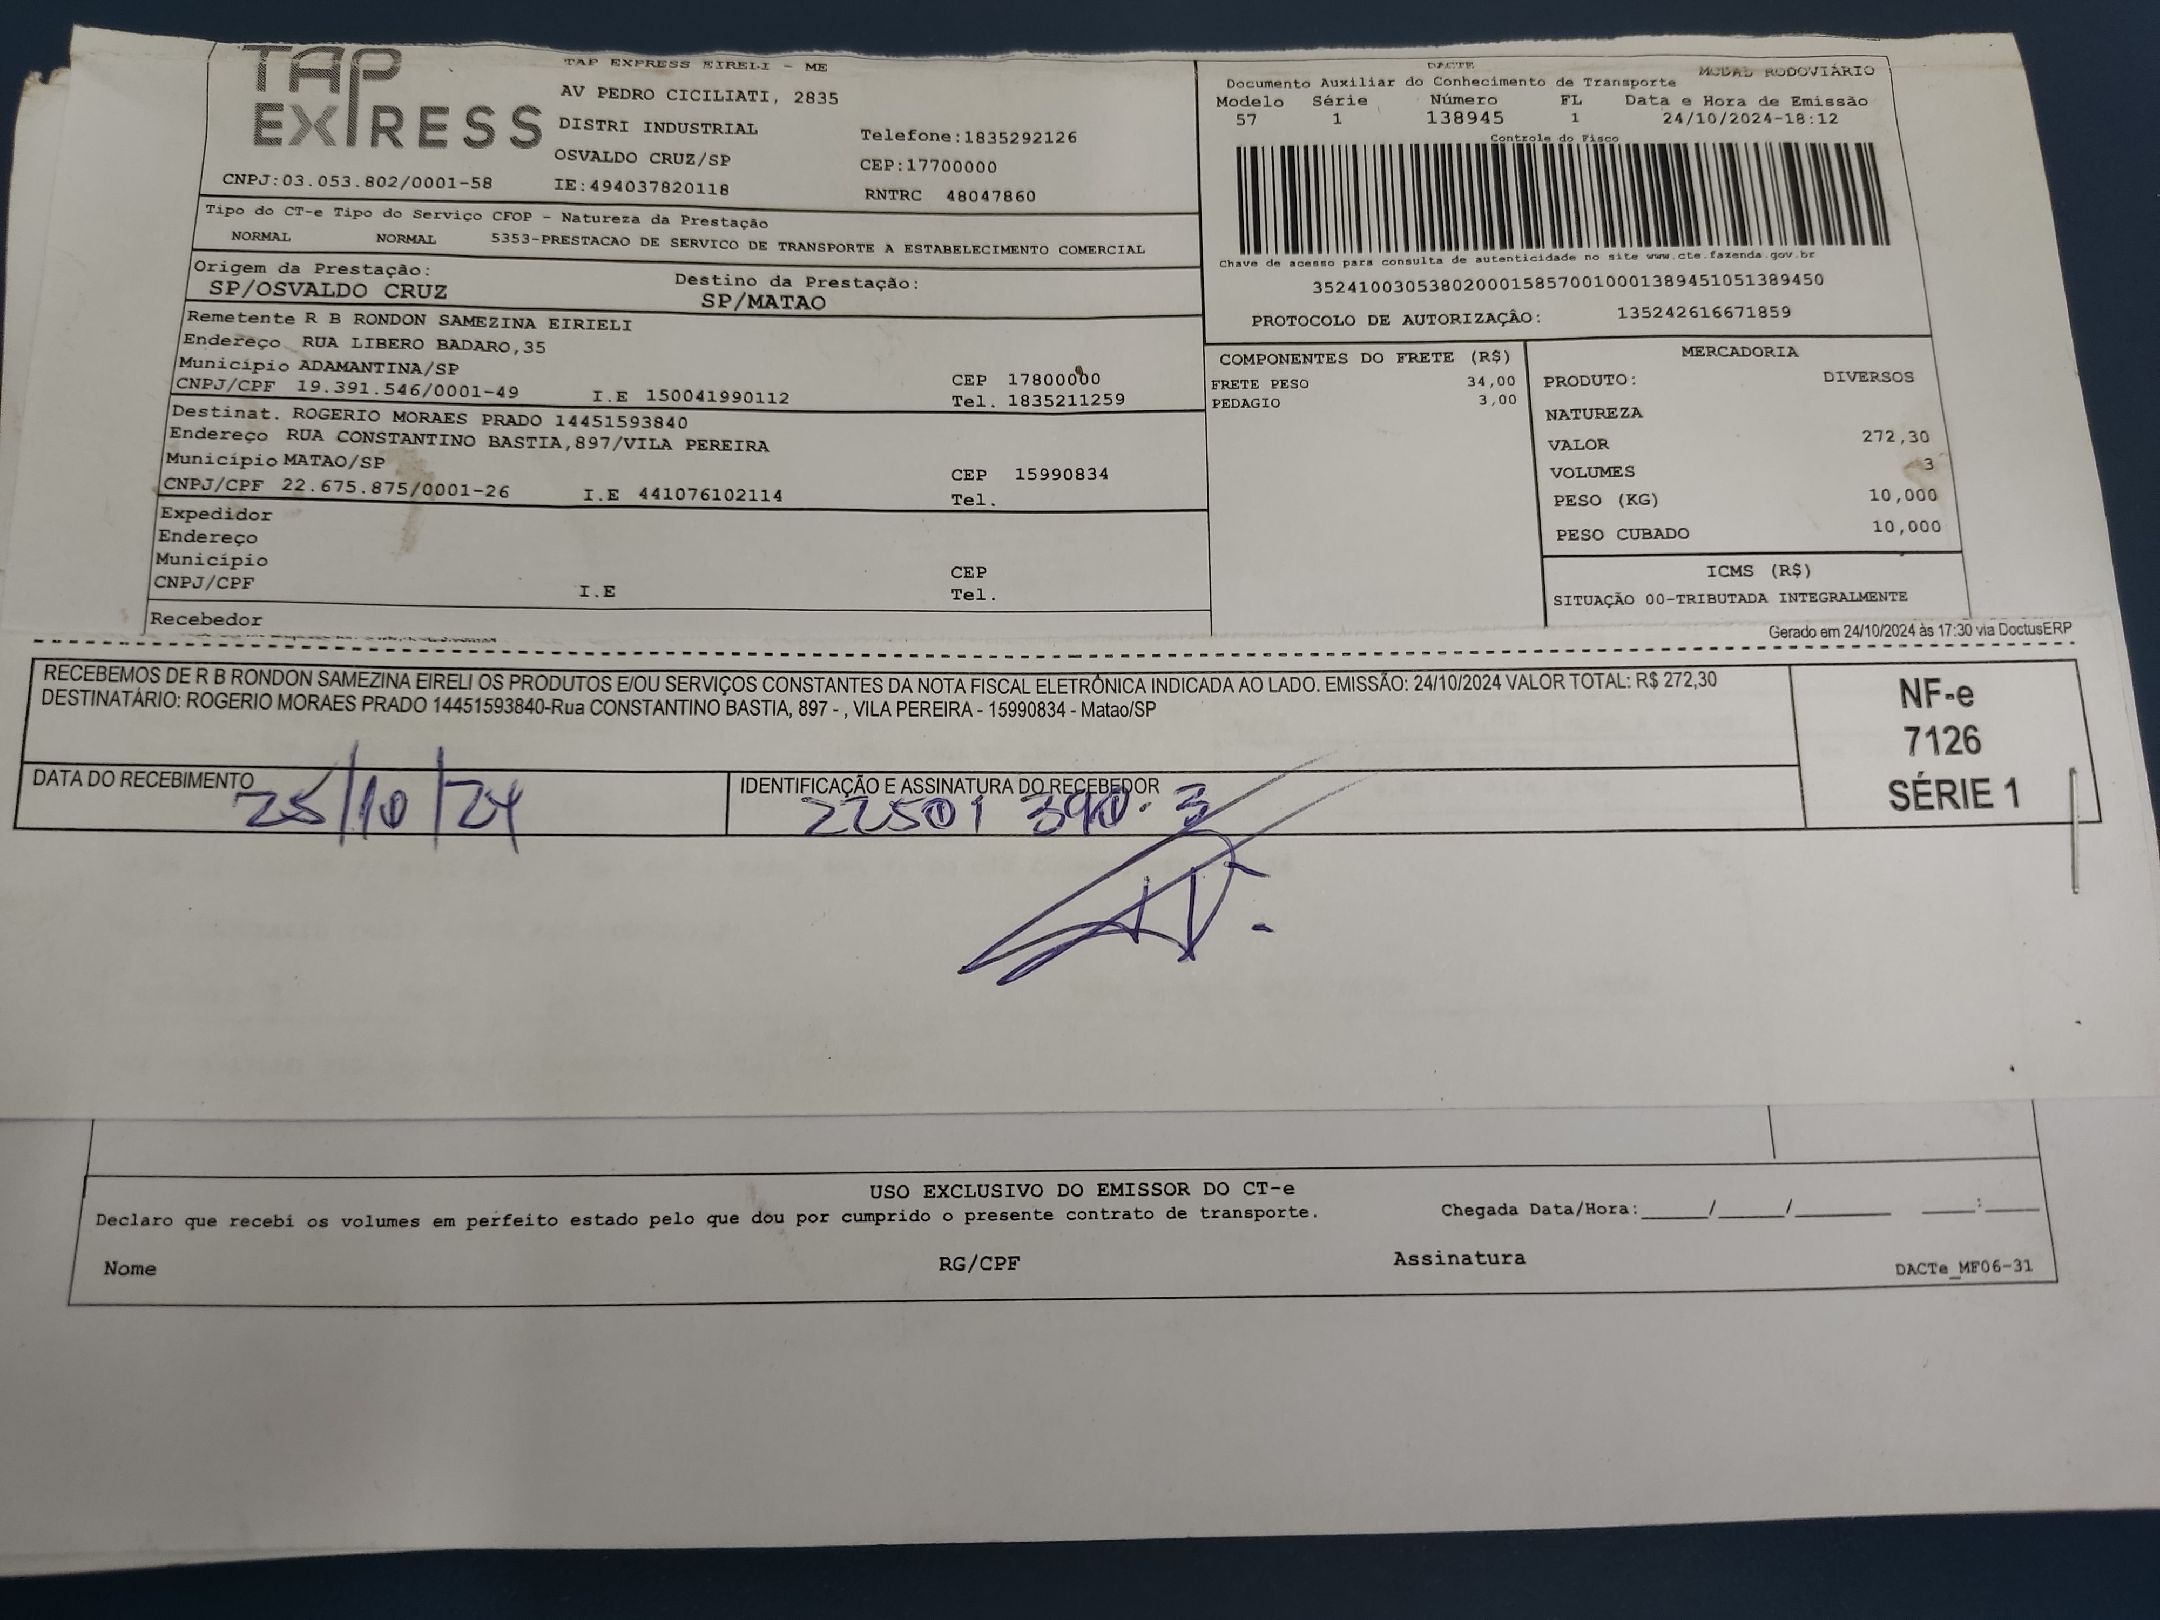 TAP EXPRESS
TAP EXPRESS EIRELI - ME
AV PEDRO CICILIATI, 2835
DISTRI INDUSTRIAL
Telefone:1835292126
OSVALDO CRUZ/SP
CEP:17700000
CNPJ:03.053.802/0001-58 IE:494037820118 RNTRC 48047860
DACTE MODAL RODOVIÁRIO
Documento Auxiliar do Conhecimento de Transporte
Modelo Série Número FL Data e Hora de Emissão
57 1 138945 1 24/10/2024-18:12
Controle do Fisco
Chave de acesso para consulta de autenticidade no site www.cte.fazenda.gov.br
35241003053802000158570010001389451051389450
PROTOCOLO DE AUTORIZAÇÂO: 135242616671859
Tipo do CT-e Tipo do Serviço CFOP - Natureza da Prestação
NORMAL NORMAL 5353-PRESTACAO DE SERVICO DE TRANSPORTE A ESTABELECIMENTO COMERCIAL
Origem da Prestação: Destino da Prestação:
SP/OSVALDO CRUZ SP/MATAO
Remetente R B RONDON SAMEZINA EIRIELI
Endereço RUA LIBERO BADARO,35
Município ADAMANTINA/SP CEP 17800000
CNPJ/CPF 19.391.546/0001-49 I.E 150041990112 Tel. 1835211259
Destinat. ROGERIO MORAES PRADO 14451593840
Endereço RUA CONSTANTINO BASTIA,897/VILA PEREIRA
Município MATAO/SP CEP 15990834
CNPJ/CPF 22.675.875/0001-26 I.E 441076102114 Tel.
Expedidor
Endereço
Município CEP
CNPJ/CPF I.E Tel.
Recebedor
COMPONENTES DO FRETE (R$)
FRETE PESO 34,00
PEDAGIO 3,00
MERCADORIA
PRODUTO: DIVERSOS
NATUREZA
VALOR 272,30
VOLUMES 3
PESO (KG) 10,000
PESO CUBADO 10,000
ICMS (R$)
SITUAÇÃO 00-TRIBUTADA INTEGRALMENTE
Gerado em 24/10/2024 às 17:30 via DoctusERP
RECEBEMOS DE R B RONDON SAMEZINA EIRELI OS PRODUTOS E/OU SERVIÇOS CONSTANTES DA NOTA FISCAL ELETRÔNICA INDICADA AO LADO. EMISSÃO: 24/10/2024 VALOR TOTAL: R$ 272,30
DESTINATÁRIO: ROGERIO MORAES PRADO 14451593840-Rua CONSTANTINO BASTIA, 897 - , VILA PEREIRA - 15990834 - Matao/SP
NF-e
7126
SÉRIE 1
DATA DO RECEBIMENTO
25/10/24
IDENTIFICAÇÃO E ASSINATURA DO RECEBEDOR
22501 390.3
USO EXCLUSIVO DO EMISSOR DO CT-e
Declaro que recebi os volumes em perfeito estado pelo que dou por cumprido o presente contrato de transporte. Chegada Data/Hora:_____/_____/_______ ____:____
Nome RG/CPF Assinatura DACTe_MF06-31